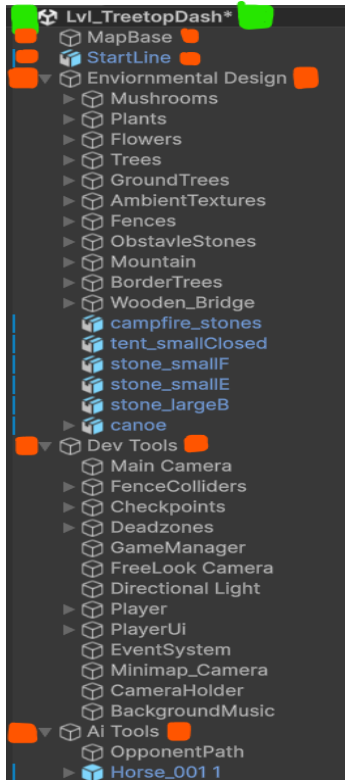 Lvl_TreetopDash*
MapBase
StartLine
Enviornmental Design
Mushrooms
Plants
Flowers
Trees
GroundTrees
AmbientTextures
Fences
ObstavleStones
Mountain
BorderTrees
Wooden_Bridge
campfire_stones
tent_smallClosed
stone_smallF
stone_smallE
stone_largeB
canoe
Dev Tools
Main Camera
FenceColliders
Checkpoints
Deadzones
GameManager
FreeLook Camera
Directional Light
Player
PlayerUi
EventSystem
Minimap_Camera
CameraHolder
BackgroundMusic
Ai Tools
OpponentPath
Horse_001 1